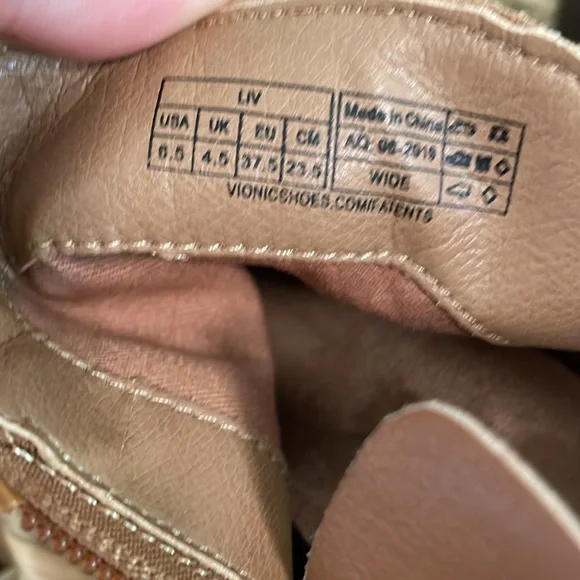 LIV
USA UK EU CM
6.5 4.5 37.5 23.5
Made in China
AQ: 06-2019
WIDE
VIONICSHOES.COM/PATENTS